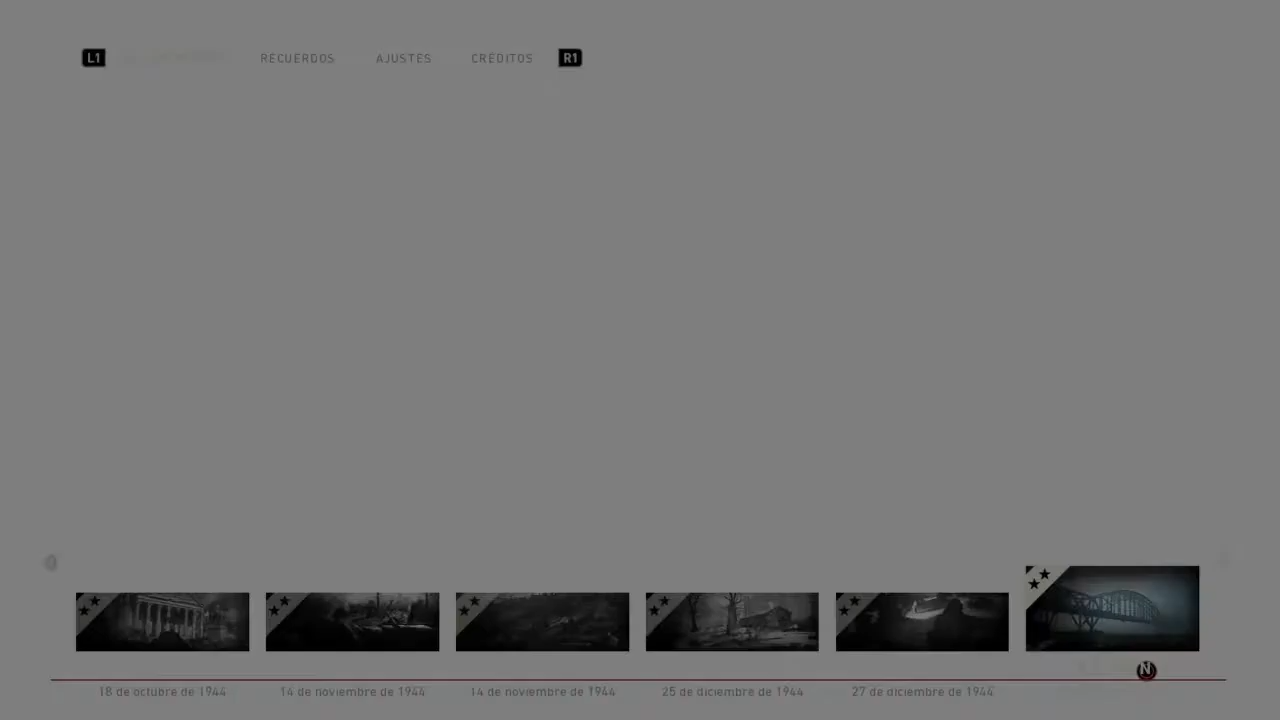 L1 RECUERDOS AJUSTES CRÉDITOS R1
N
18 de octubre de 1944 14 de noviembre de 1944 14 de noviembre de 1944 25 de diciembre de 1944 27 de diciembre de 1944